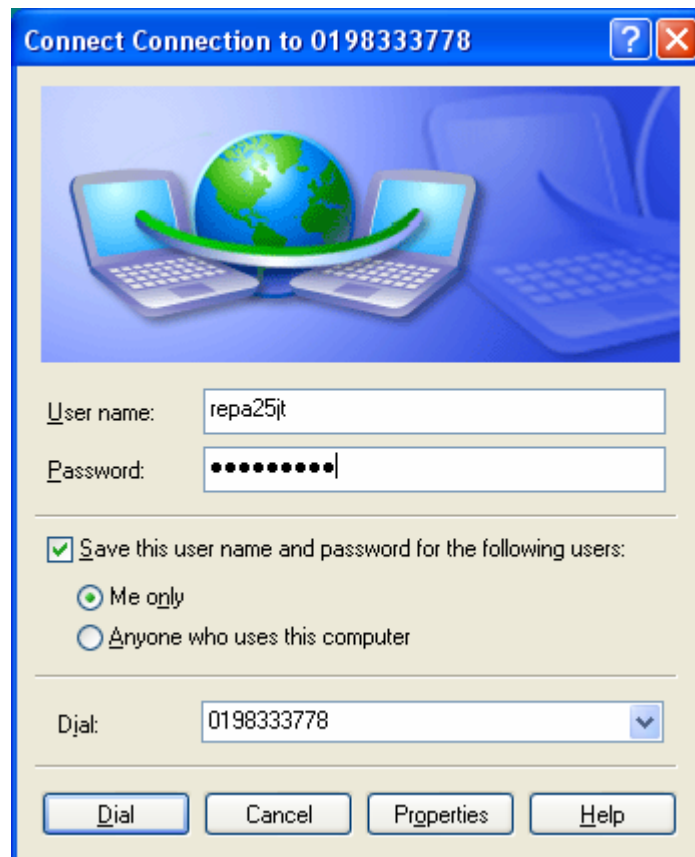 Connect Connection to 0198333778
User name: repa25jt
Password: ●●●●●●●●●
Save this user name and password for the following users:
Me only
Anyone who uses this computer
Dial: 0198333778
Dial Cancel Properties Help